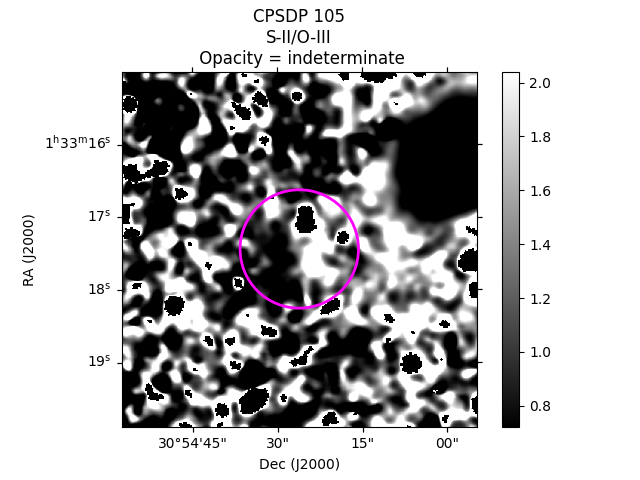 CPSDP 105
S-II/O-III
Opacity = indeterminate
2.0
1.8
1.6
1.4
1.2
1.0
0.8
1ʰ33ᵐ16ˢ
17ˢ
18ˢ
19ˢ
RA (J2000)
30°54'45" 30" 15" 00"
Dec (J2000)